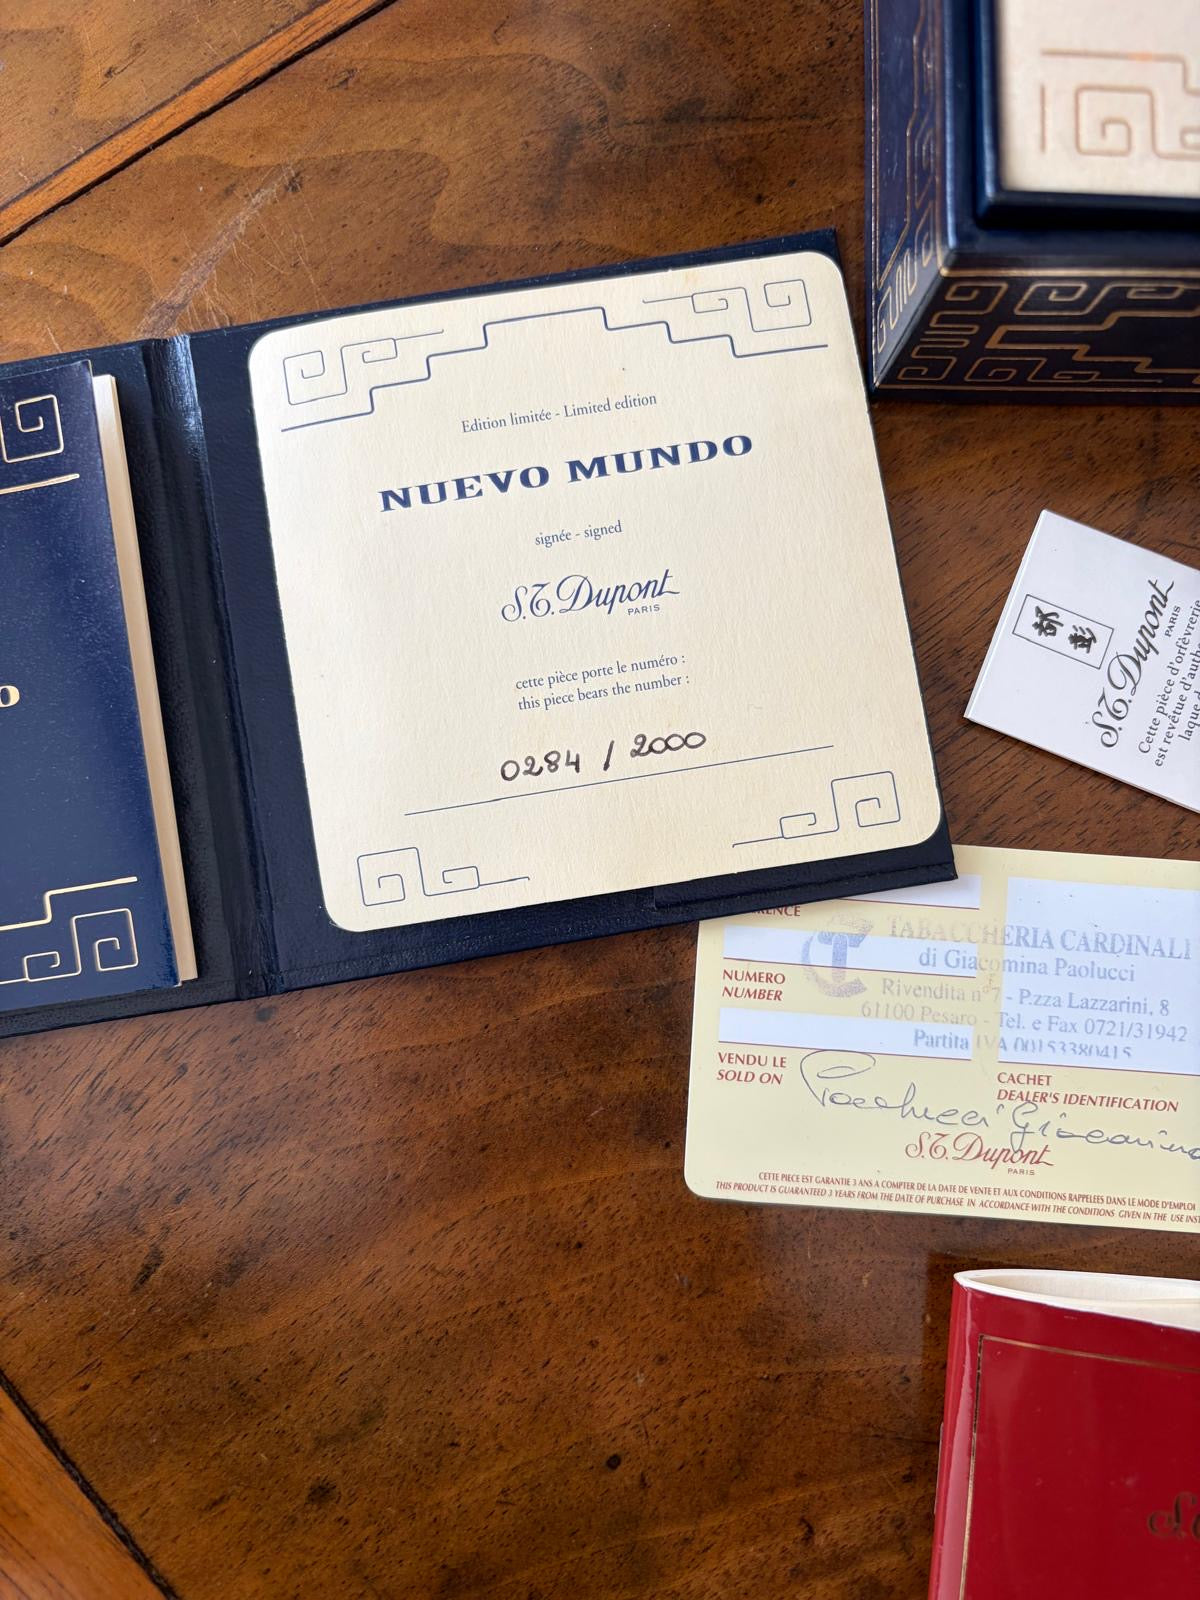 Edition limitée - Limited edition
NUEVO MUNDO
signée - signed
S.T. Dupont
PARIS
cette pièce porte le numéro :
this piece bears the number :
0284 / 2000
O
都彭
S.T. Dupont
PARIS
Cette pièce d'orfèvrerie
est revêtue d'authe
laque d
RENCE
NUMERO
NUMBER
VENDU LE
SOLD ON
TABACCHERIA CARDINALI
di Giacomina Paolucci
Rivendita n° 7 - P.zza Lazzarini, 8
61100 Pesaro - Tel. e Fax 0721/31942
Partita IVA 00153380415
CACHET
DEALER'S IDENTIFICATION
Paolucci Giacomina
S.T. Dupont
PARIS
CETTE PIECE EST GARANTIE 3 ANS A COMPTER DE LA DATE DE VENTE ET AUX CONDITIONS RAPPELEES DANS LE MODE D'EMPLOI
THIS PRODUCT IS GUARANTEED 3 YEARS FROM THE DATE OF PURCHASE IN ACCORDANCE WITH THE CONDITIONS GIVEN IN THE USE INST